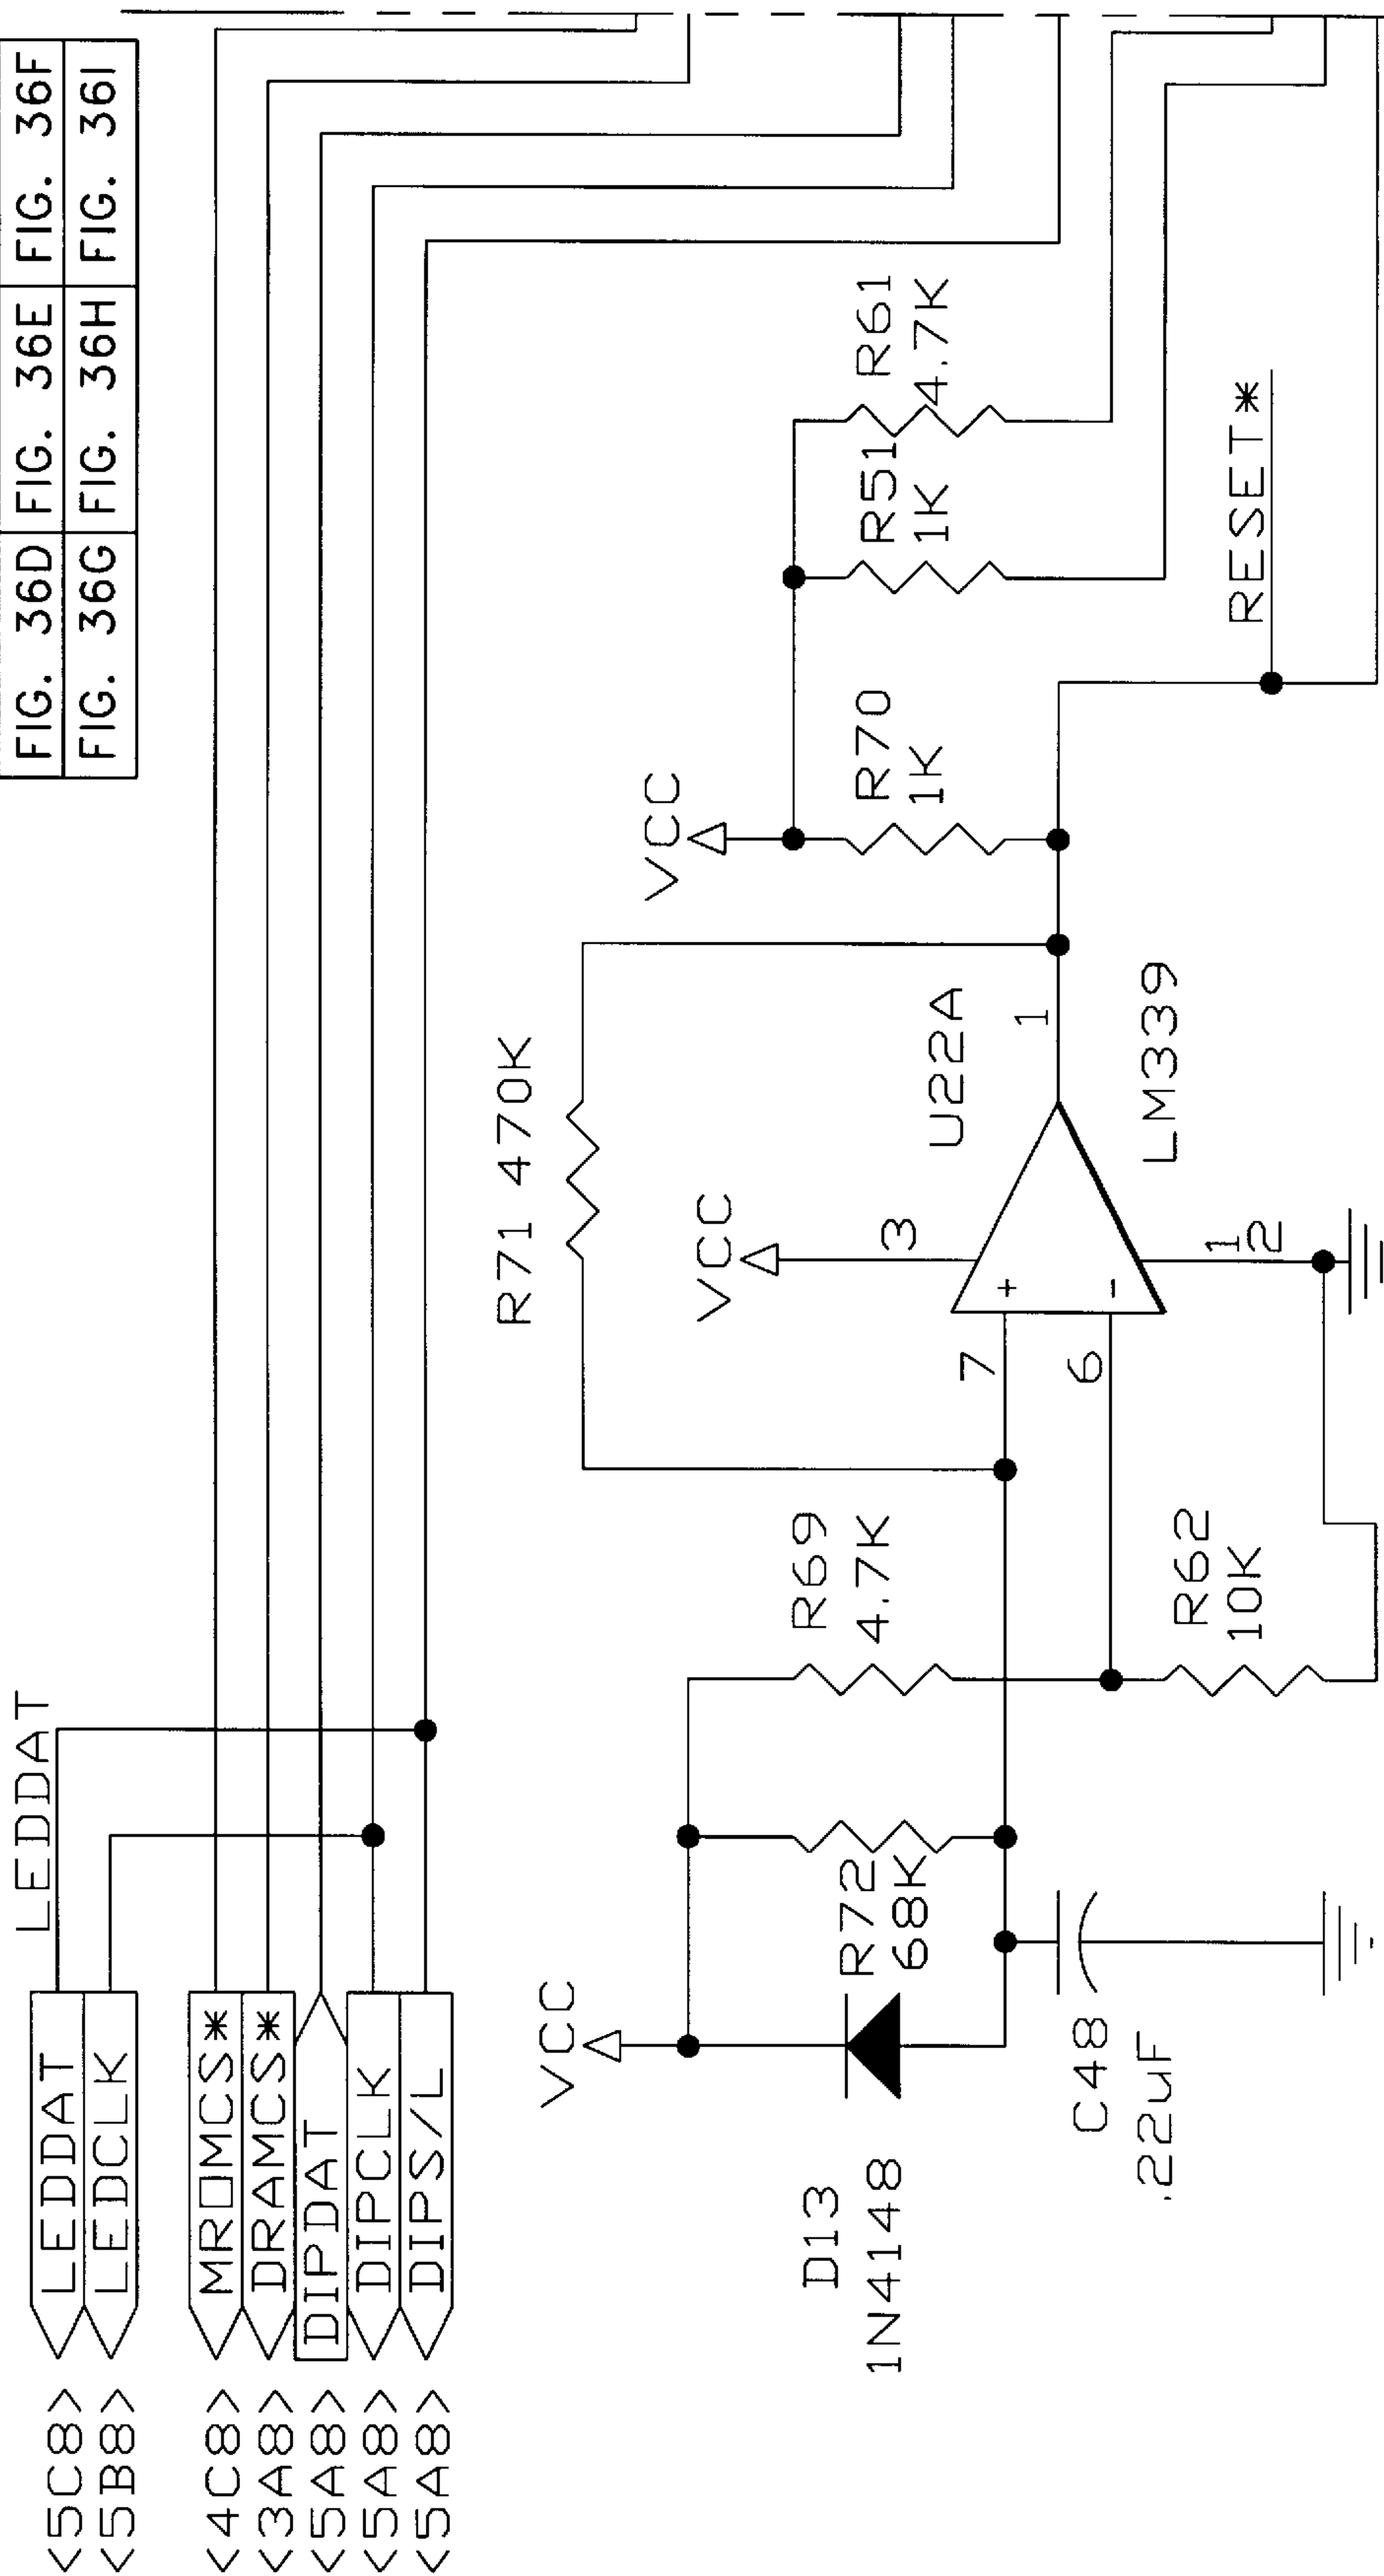 FIG. 36D FIG. 36E FIG. 36F
FIG. 36G FIG. 36H FIG. 36I
LEDDAT
<5C8> LEDDAT
<5B8> LEDCLK
<4C8> MROMCS*
<3A8> DRAMCS*
<5A8> DIPDAT
<5A8> DIPCLK
<5A8> DIPS/L
VCC
D13
1N4148
R72
68K
C48
.22uF
R69
4.7K
R62
10K
R71 470K
VCC
3
7
6
+
-
1
12
U22A
LM339
VCC
R70
1K
R51
1K
R61
4.7K
RESET*